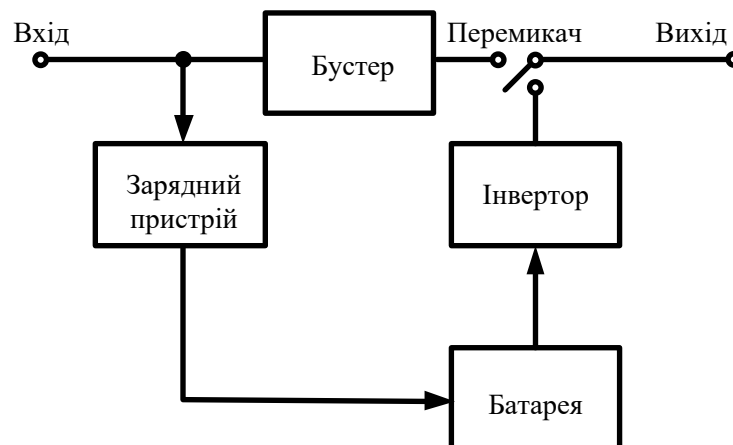 Вхід
Бустер
Перемикач
Вихід
Зарядний
пристрій
Інвертор
Батарея